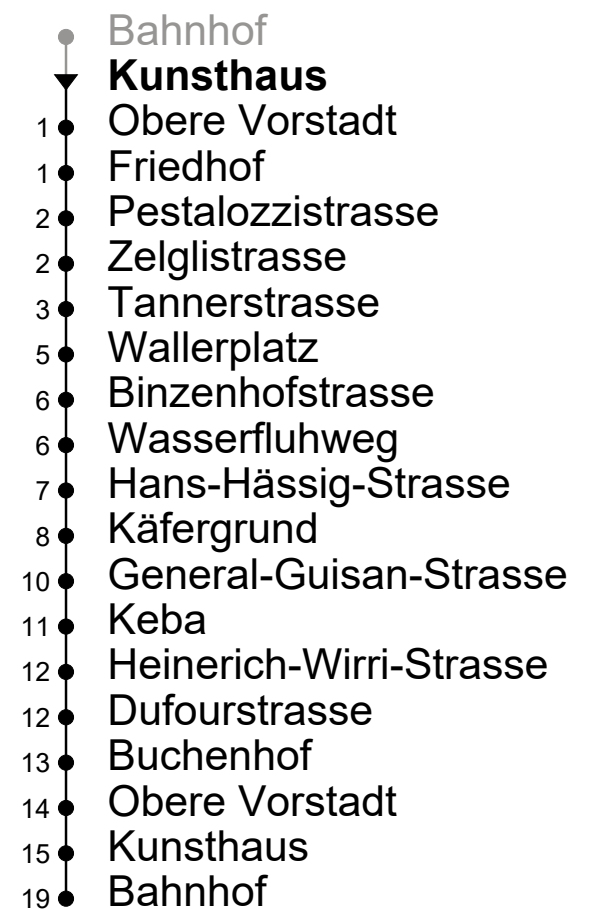 Bahnhof
Kunsthaus
1 Obere Vorstadt
1 Friedhof
2 Pestalozzistrasse
2 Zelglistrasse
3 Tannerstrasse
5 Wallerplatz
6 Binzenhofstrasse
6 Wasserfluhweg
7 Hans-Hässig-Strasse
8 Käfergrund
10 General-Guisan-Strasse
11 Keba
12 Heinerich-Wirri-Strasse
12 Dufourstrasse
13 Buchenhof
14 Obere Vorstadt
15 Kunsthaus
19 Bahnhof